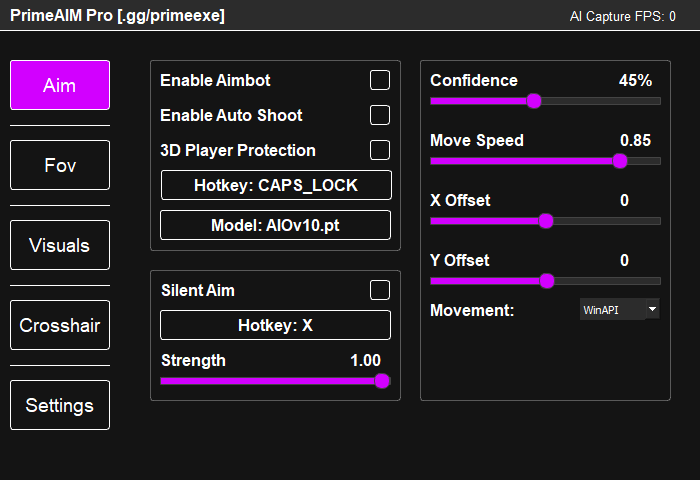 PrimeAIM Pro [.gg/primeexe]
AI Capture FPS: 0
Aim
Fov
Visuals
Crosshair
Settings
Enable Aimbot
Enable Auto Shoot
3D Player Protection
Hotkey: CAPS_LOCK
Model: AIOv10.pt
Silent Aim
Hotkey: X
Strength 1.00
Confidence 45%
Move Speed 0.85
X Offset 0
Y Offset 0
Movement: WinAPI